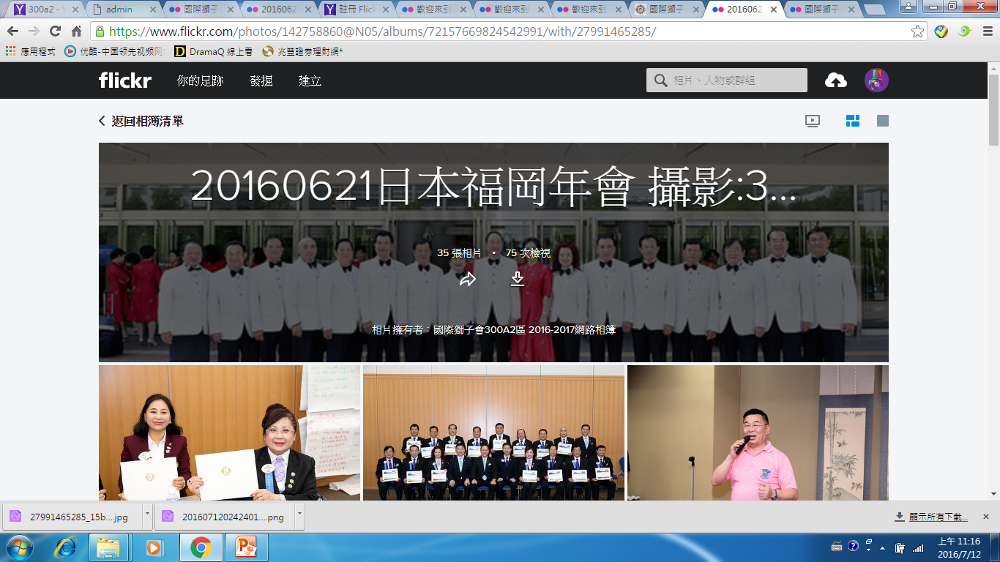 300a2 - Y
admin
國際獅子
2016062
註冊 Flick
歡迎來到
歡迎來到
歡迎來到
國際獅子
2016062
國際獅子
https://www.flickr.com/photos/142758860@N05/albums/72157669824542991/with/27991465285/
應用程式
优酷-中国领先视频网
DramaQ 線上看
兆豐證券理財網*
flickr
你的足跡
發掘
建立
相片、人物或群組
返回相簿清單
20160621日本福岡年會 攝影:3...
35 張相片 • 75 次檢視
相片擁有者：國際獅子會300A2區 2016-2017網路相簿
27991465285_15b....jpg
201607120242401....png
顯示所有下載...
上午 11:16
2016/7/12